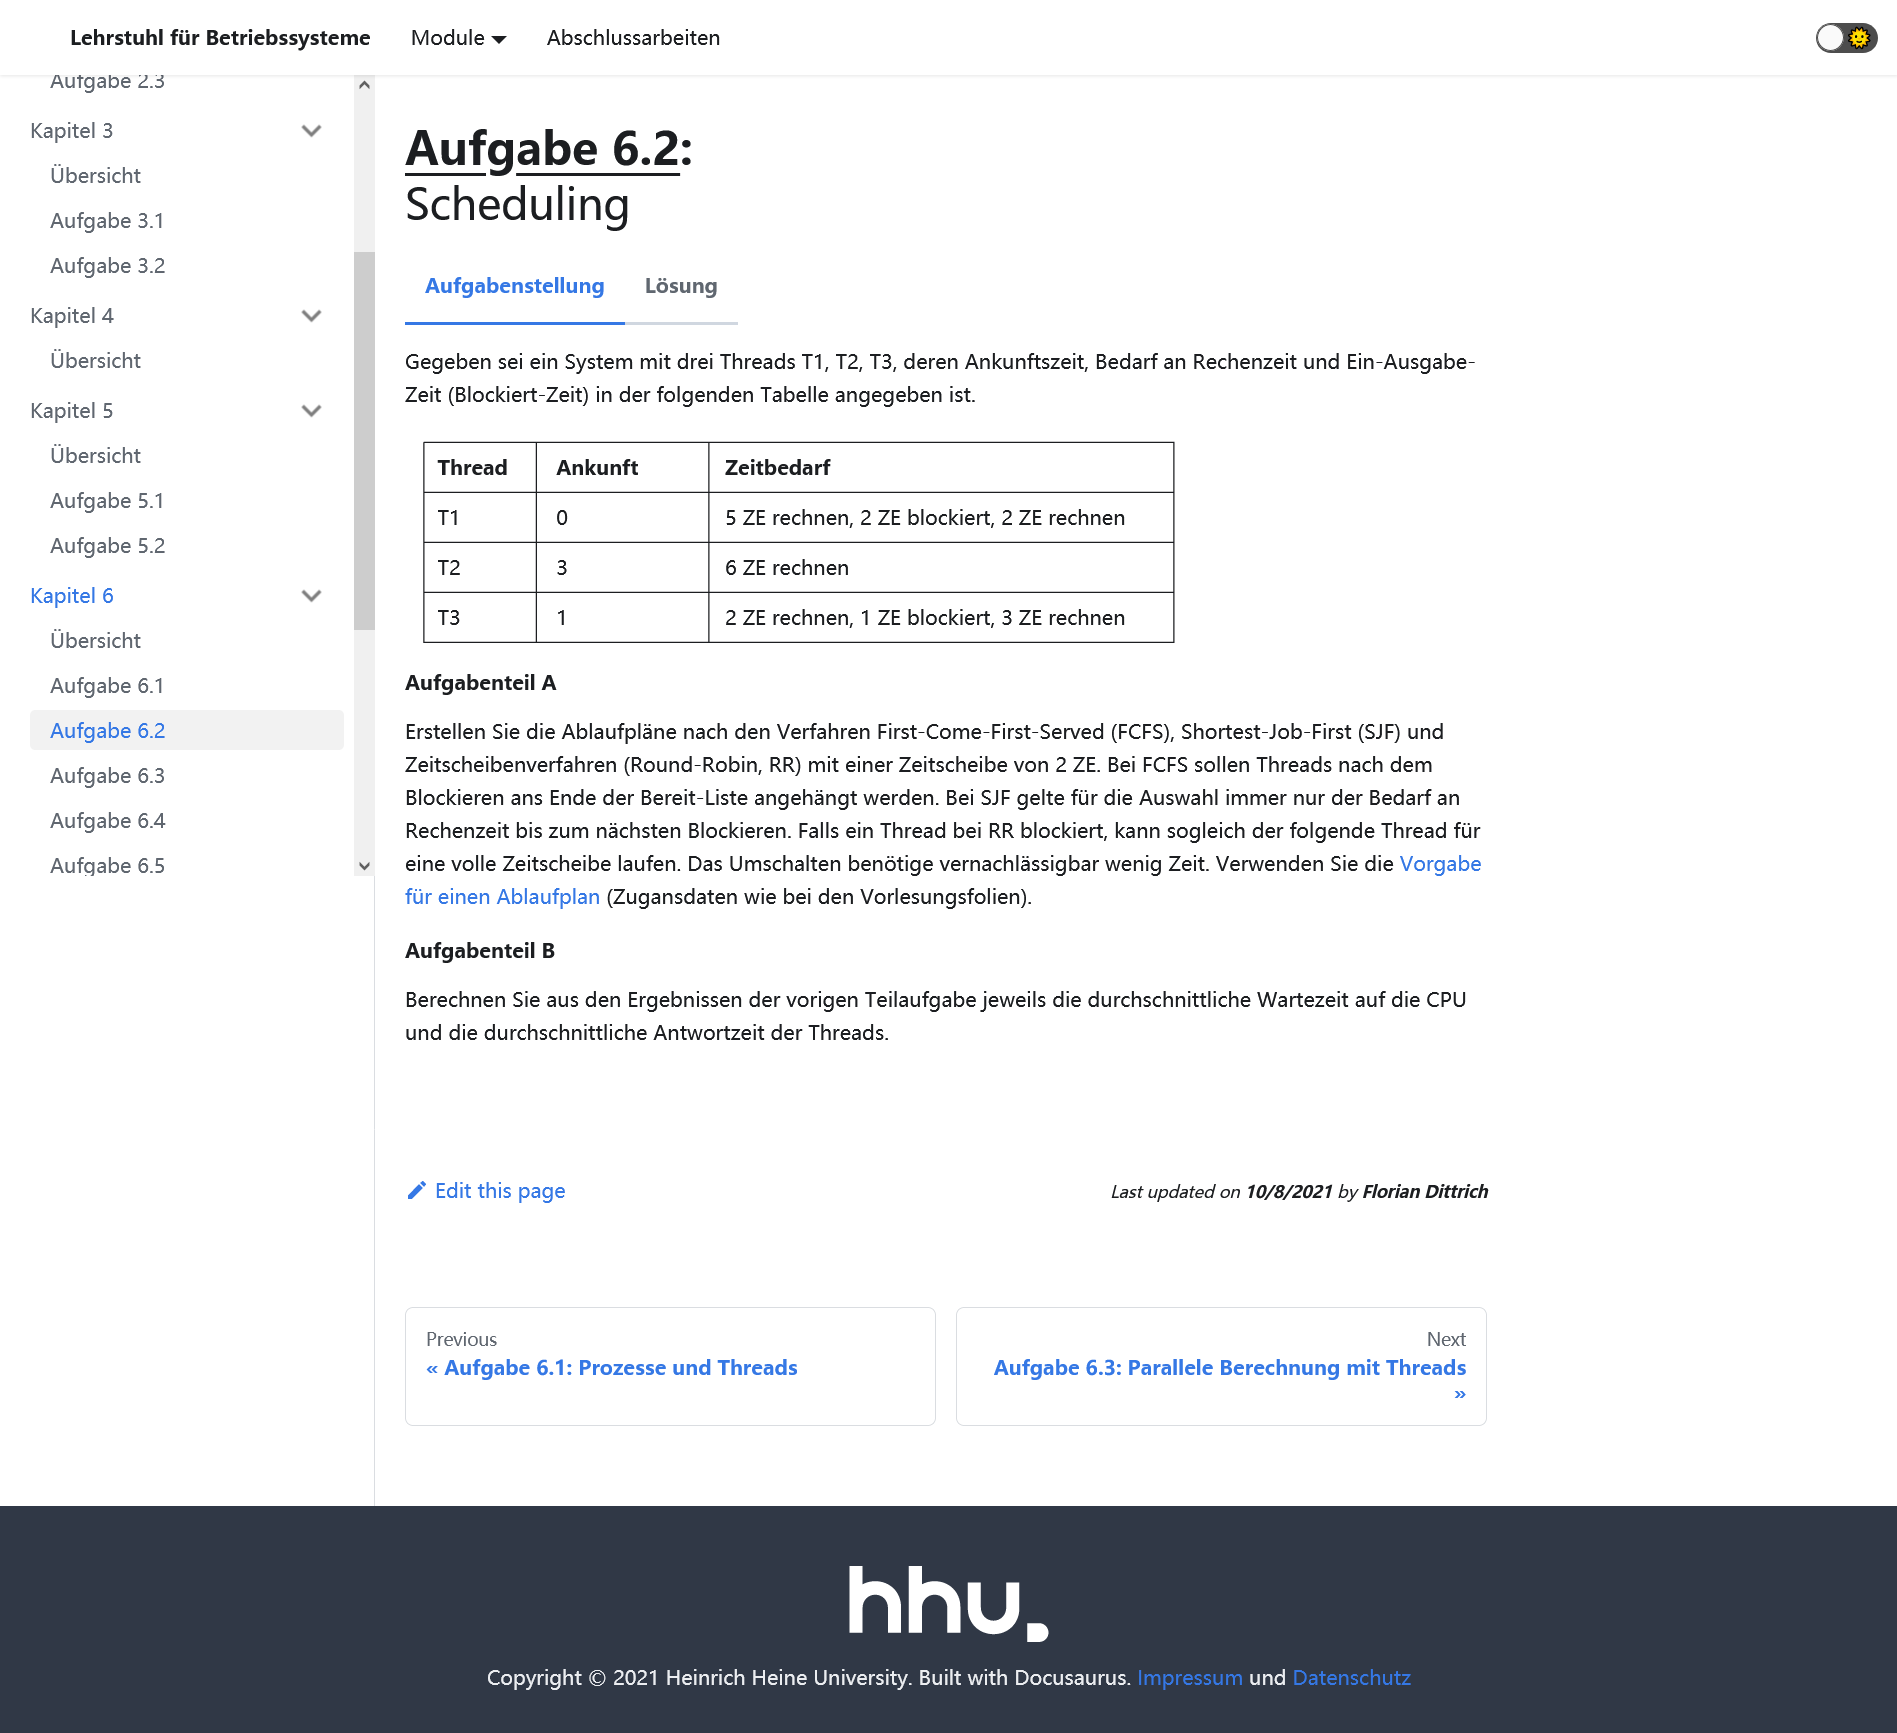 Lehrstuhl für Betriebssysteme Module Abschlussarbeiten
Aufgabe 2.3
Kapitel 3
Übersicht
Aufgabe 3.1
Aufgabe 3.2
Kapitel 4
Übersicht
Kapitel 5
Übersicht
Aufgabe 5.1
Aufgabe 5.2
Kapitel 6
Übersicht
Aufgabe 6.1
Aufgabe 6.2
Aufgabe 6.3
Aufgabe 6.4
Aufgabe 6.5
Aufgabe 6.2:
Scheduling
Aufgabenstellung Lösung
Gegeben sei ein System mit drei Threads T1, T2, T3, deren Ankunftszeit, Bedarf an Rechenzeit und Ein-Ausgabe-
Zeit (Blockiert-Zeit) in der folgenden Tabelle angegeben ist.
Thread Ankunft Zeitbedarf
T1 0 5 ZE rechnen, 2 ZE blockiert, 2 ZE rechnen
T2 3 6 ZE rechnen
T3 1 2 ZE rechnen, 1 ZE blockiert, 3 ZE rechnen
Aufgabenteil A
Erstellen Sie die Ablaufpläne nach den Verfahren First-Come-First-Served (FCFS), Shortest-Job-First (SJF) und
Zeitscheibenverfahren (Round-Robin, RR) mit einer Zeitscheibe von 2 ZE. Bei FCFS sollen Threads nach dem
Blockieren ans Ende der Bereit-Liste angehängt werden. Bei SJF gelte für die Auswahl immer nur der Bedarf an
Rechenzeit bis zum nächsten Blockieren. Falls ein Thread bei RR blockiert, kann sogleich der folgende Thread für
eine volle Zeitscheibe laufen. Das Umschalten benötige vernachlässigbar wenig Zeit. Verwenden Sie die Vorgabe
für einen Ablaufplan (Zugansdaten wie bei den Vorlesungsfolien).
Aufgabenteil B
Berechnen Sie aus den Ergebnissen der vorigen Teilaufgabe jeweils die durchschnittliche Wartezeit auf die CPU
und die durchschnittliche Antwortzeit der Threads.
Edit this page Last updated on 10/8/2021 by Florian Dittrich
Previous
« Aufgabe 6.1: Prozesse und Threads
Next
Aufgabe 6.3: Parallele Berechnung mit Threads
»
hhu.
Copyright © 2021 Heinrich Heine University. Built with Docusaurus. Impressum und Datenschutz